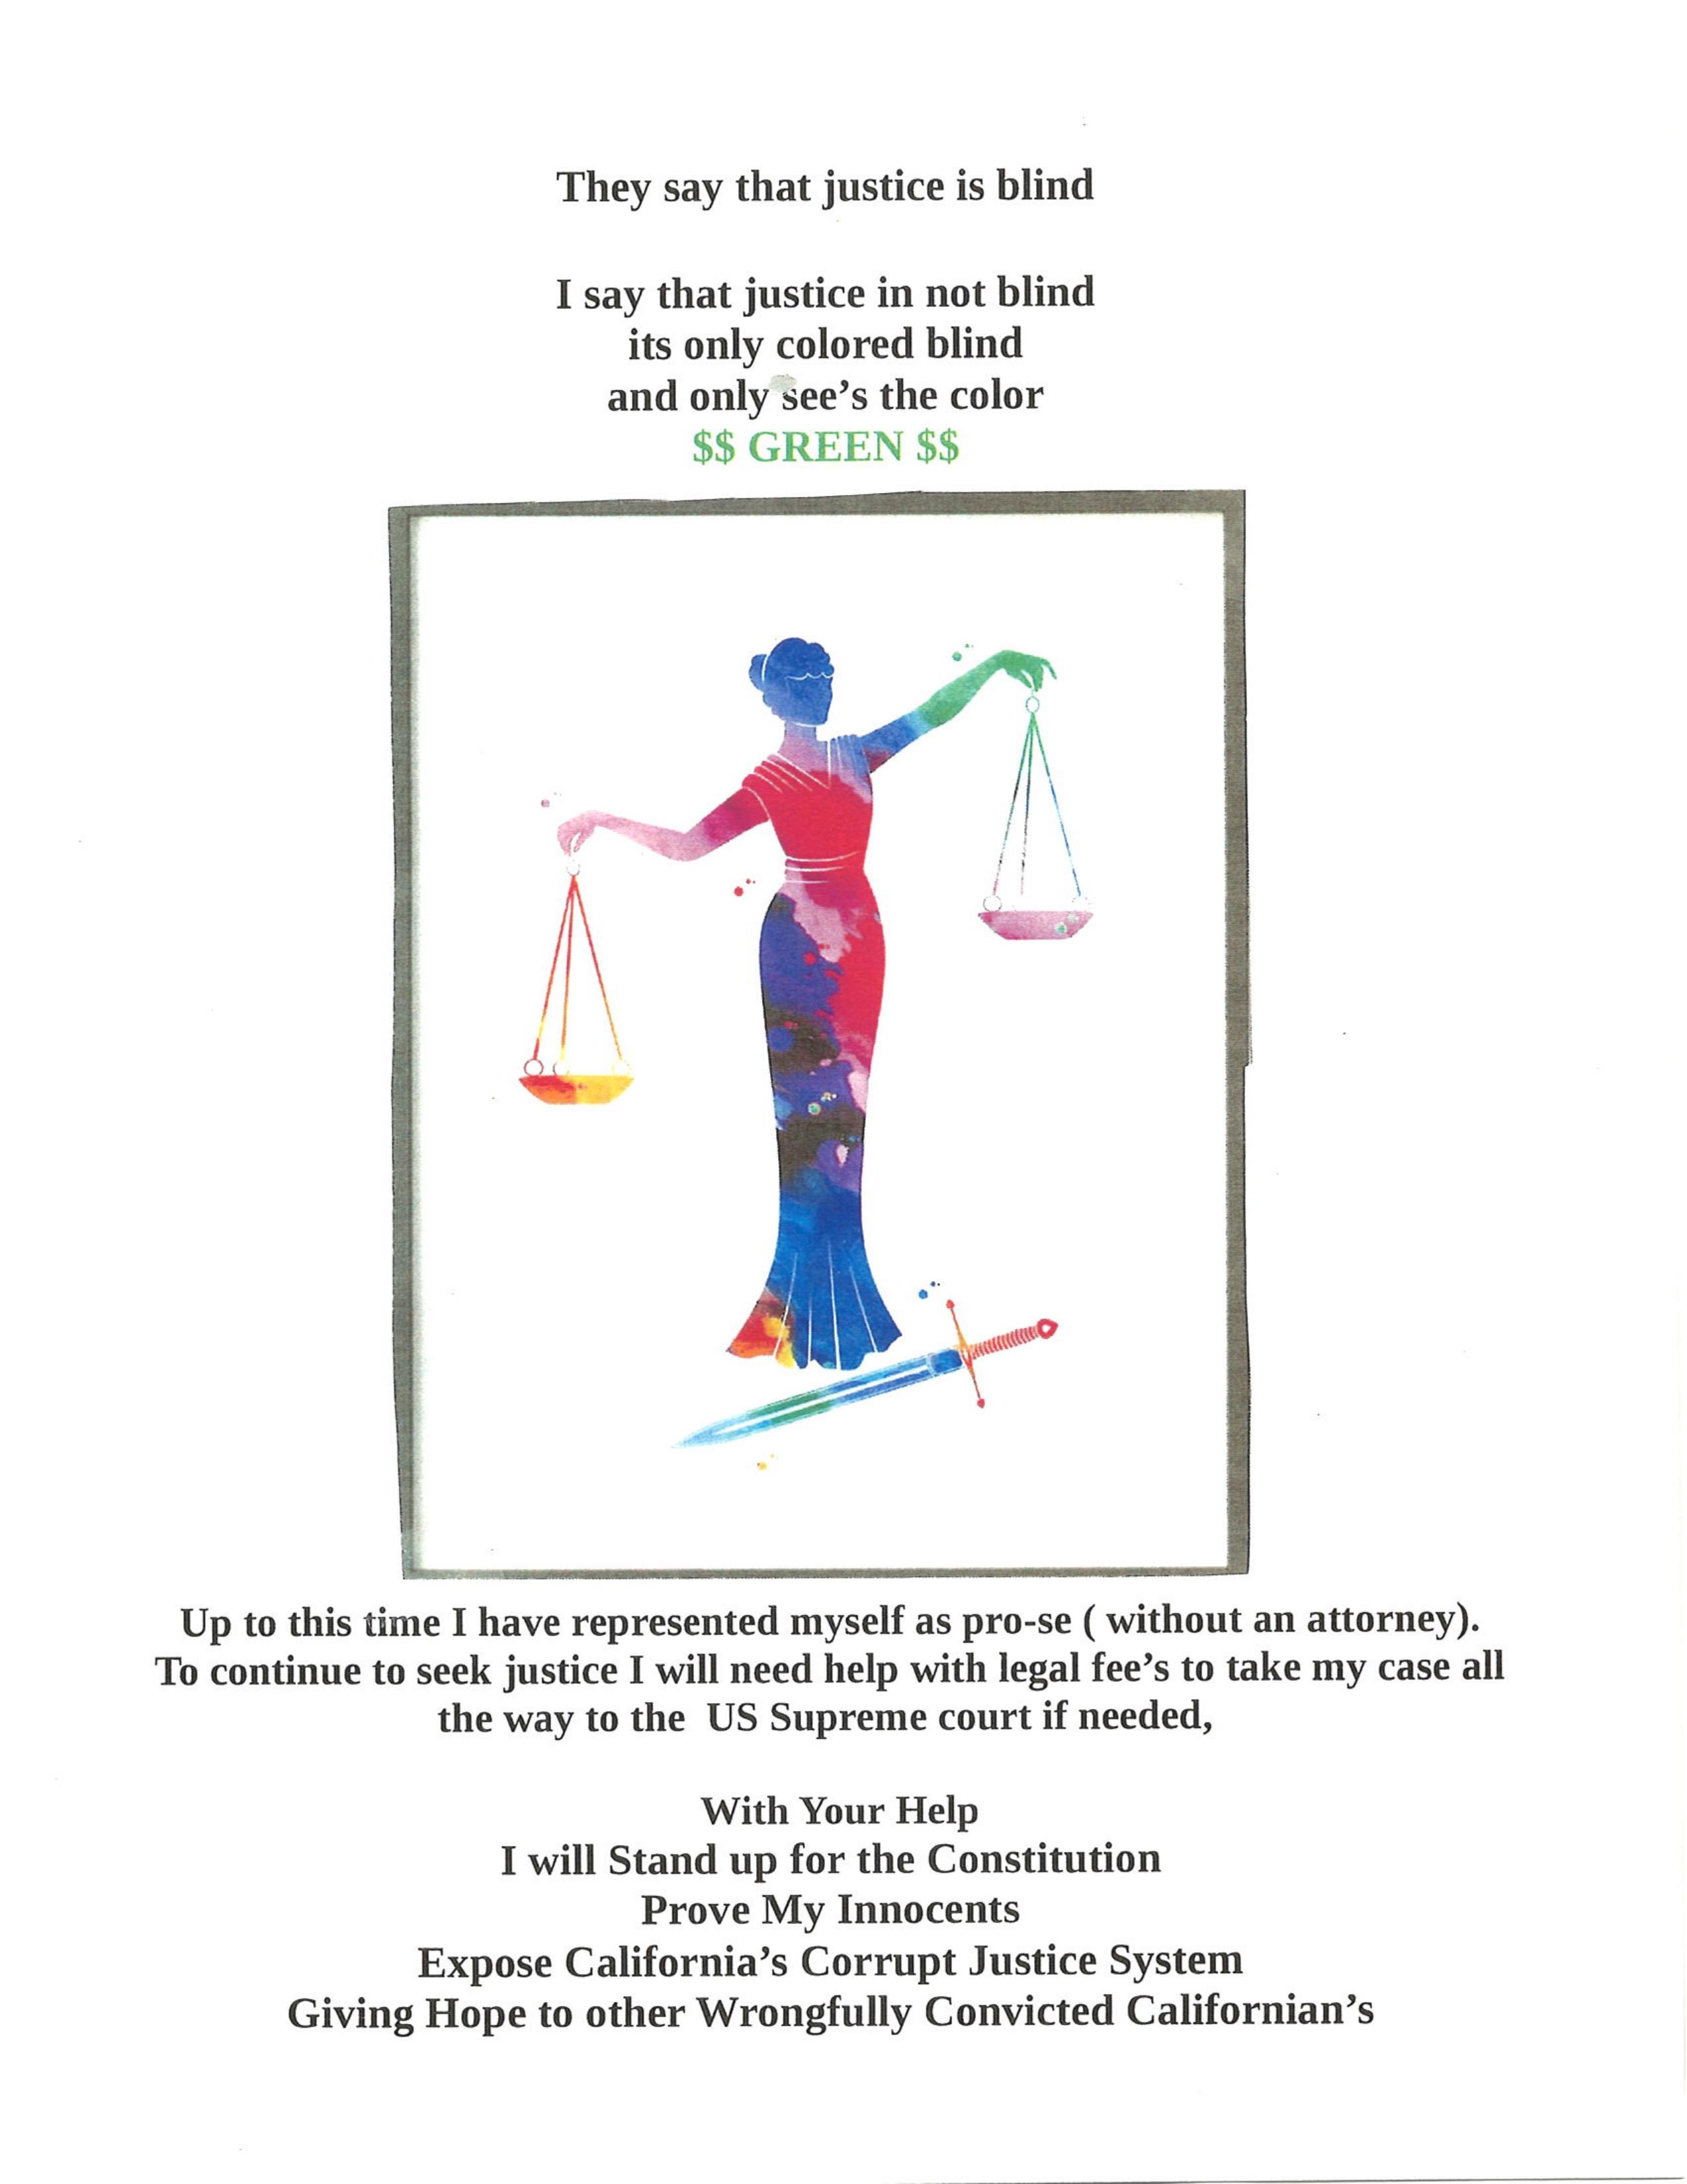 They say that justice is blind
I say that justice in not blind
its only colored blind
and only see’s the color
$$ GREEN $$
Up to this time I have represented myself as pro-se ( without an attorney).
To continue to seek justice I will need help with legal fee’s to take my case all
the way to the  US Supreme court if needed,
With Your Help
I will Stand up for the Constitution
Prove My Innocents
Expose California’s Corrupt Justice System
Giving Hope to other Wrongfully Convicted Californian’s